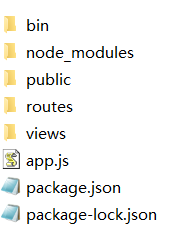 bin
node_modules
public
routes
views
app.js
package.json
package-lock.json